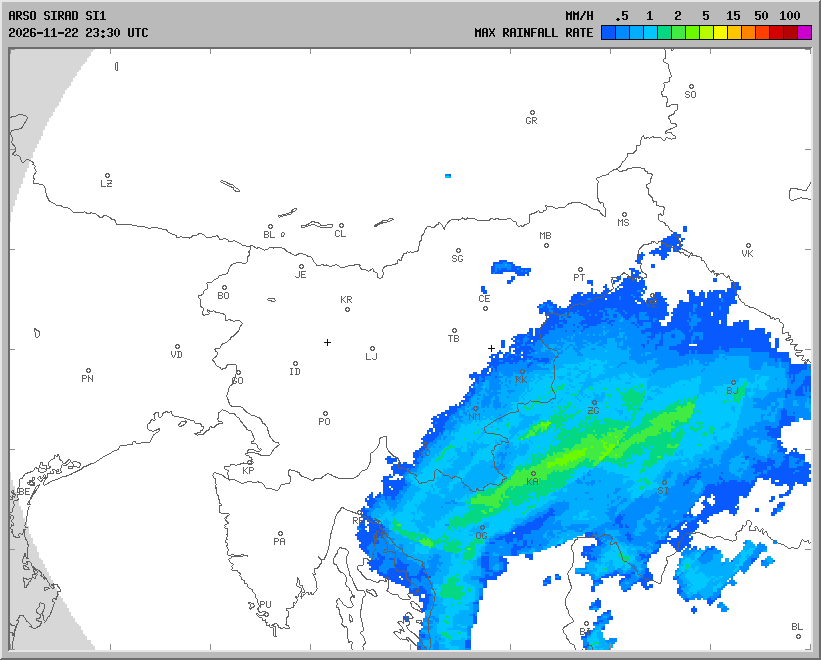 ARSO SIRAD SI1
2026-11-22 23:30 UTC
MM/H .5 1 2 5 15 50 100
MAX RAINFALL RATE
SO
GR
LZ
MS
BL
CL
MB
VK
SG
JE
PT
BO
KR
CE
TB
VD
LJ
ID
GO
PN
KK
BJ
PO
ZG
KP
KA
SI
BE
RI
OG
PA
PU
BI
BL